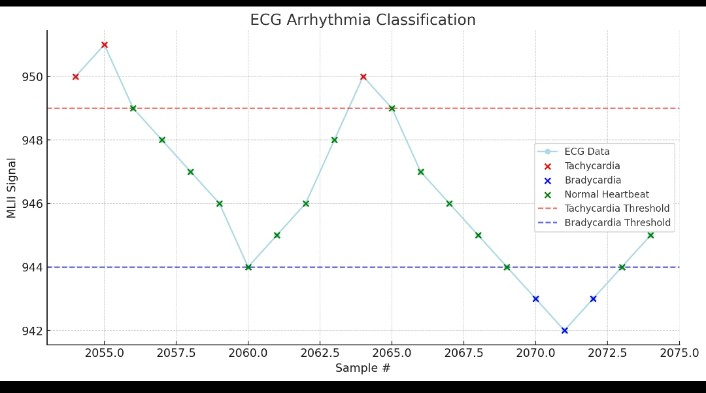 ECG Arrhythmia Classification
MLII Signal
950
948
946
944
942
ECG Data
Tachycardia
Bradycardia
Normal Heartbeat
Tachycardia Threshold
Bradycardia Threshold
2055.0 2057.5 2060.0 2062.5 2065.0 2067.5 2070.0 2072.5 2075.0
Sample #